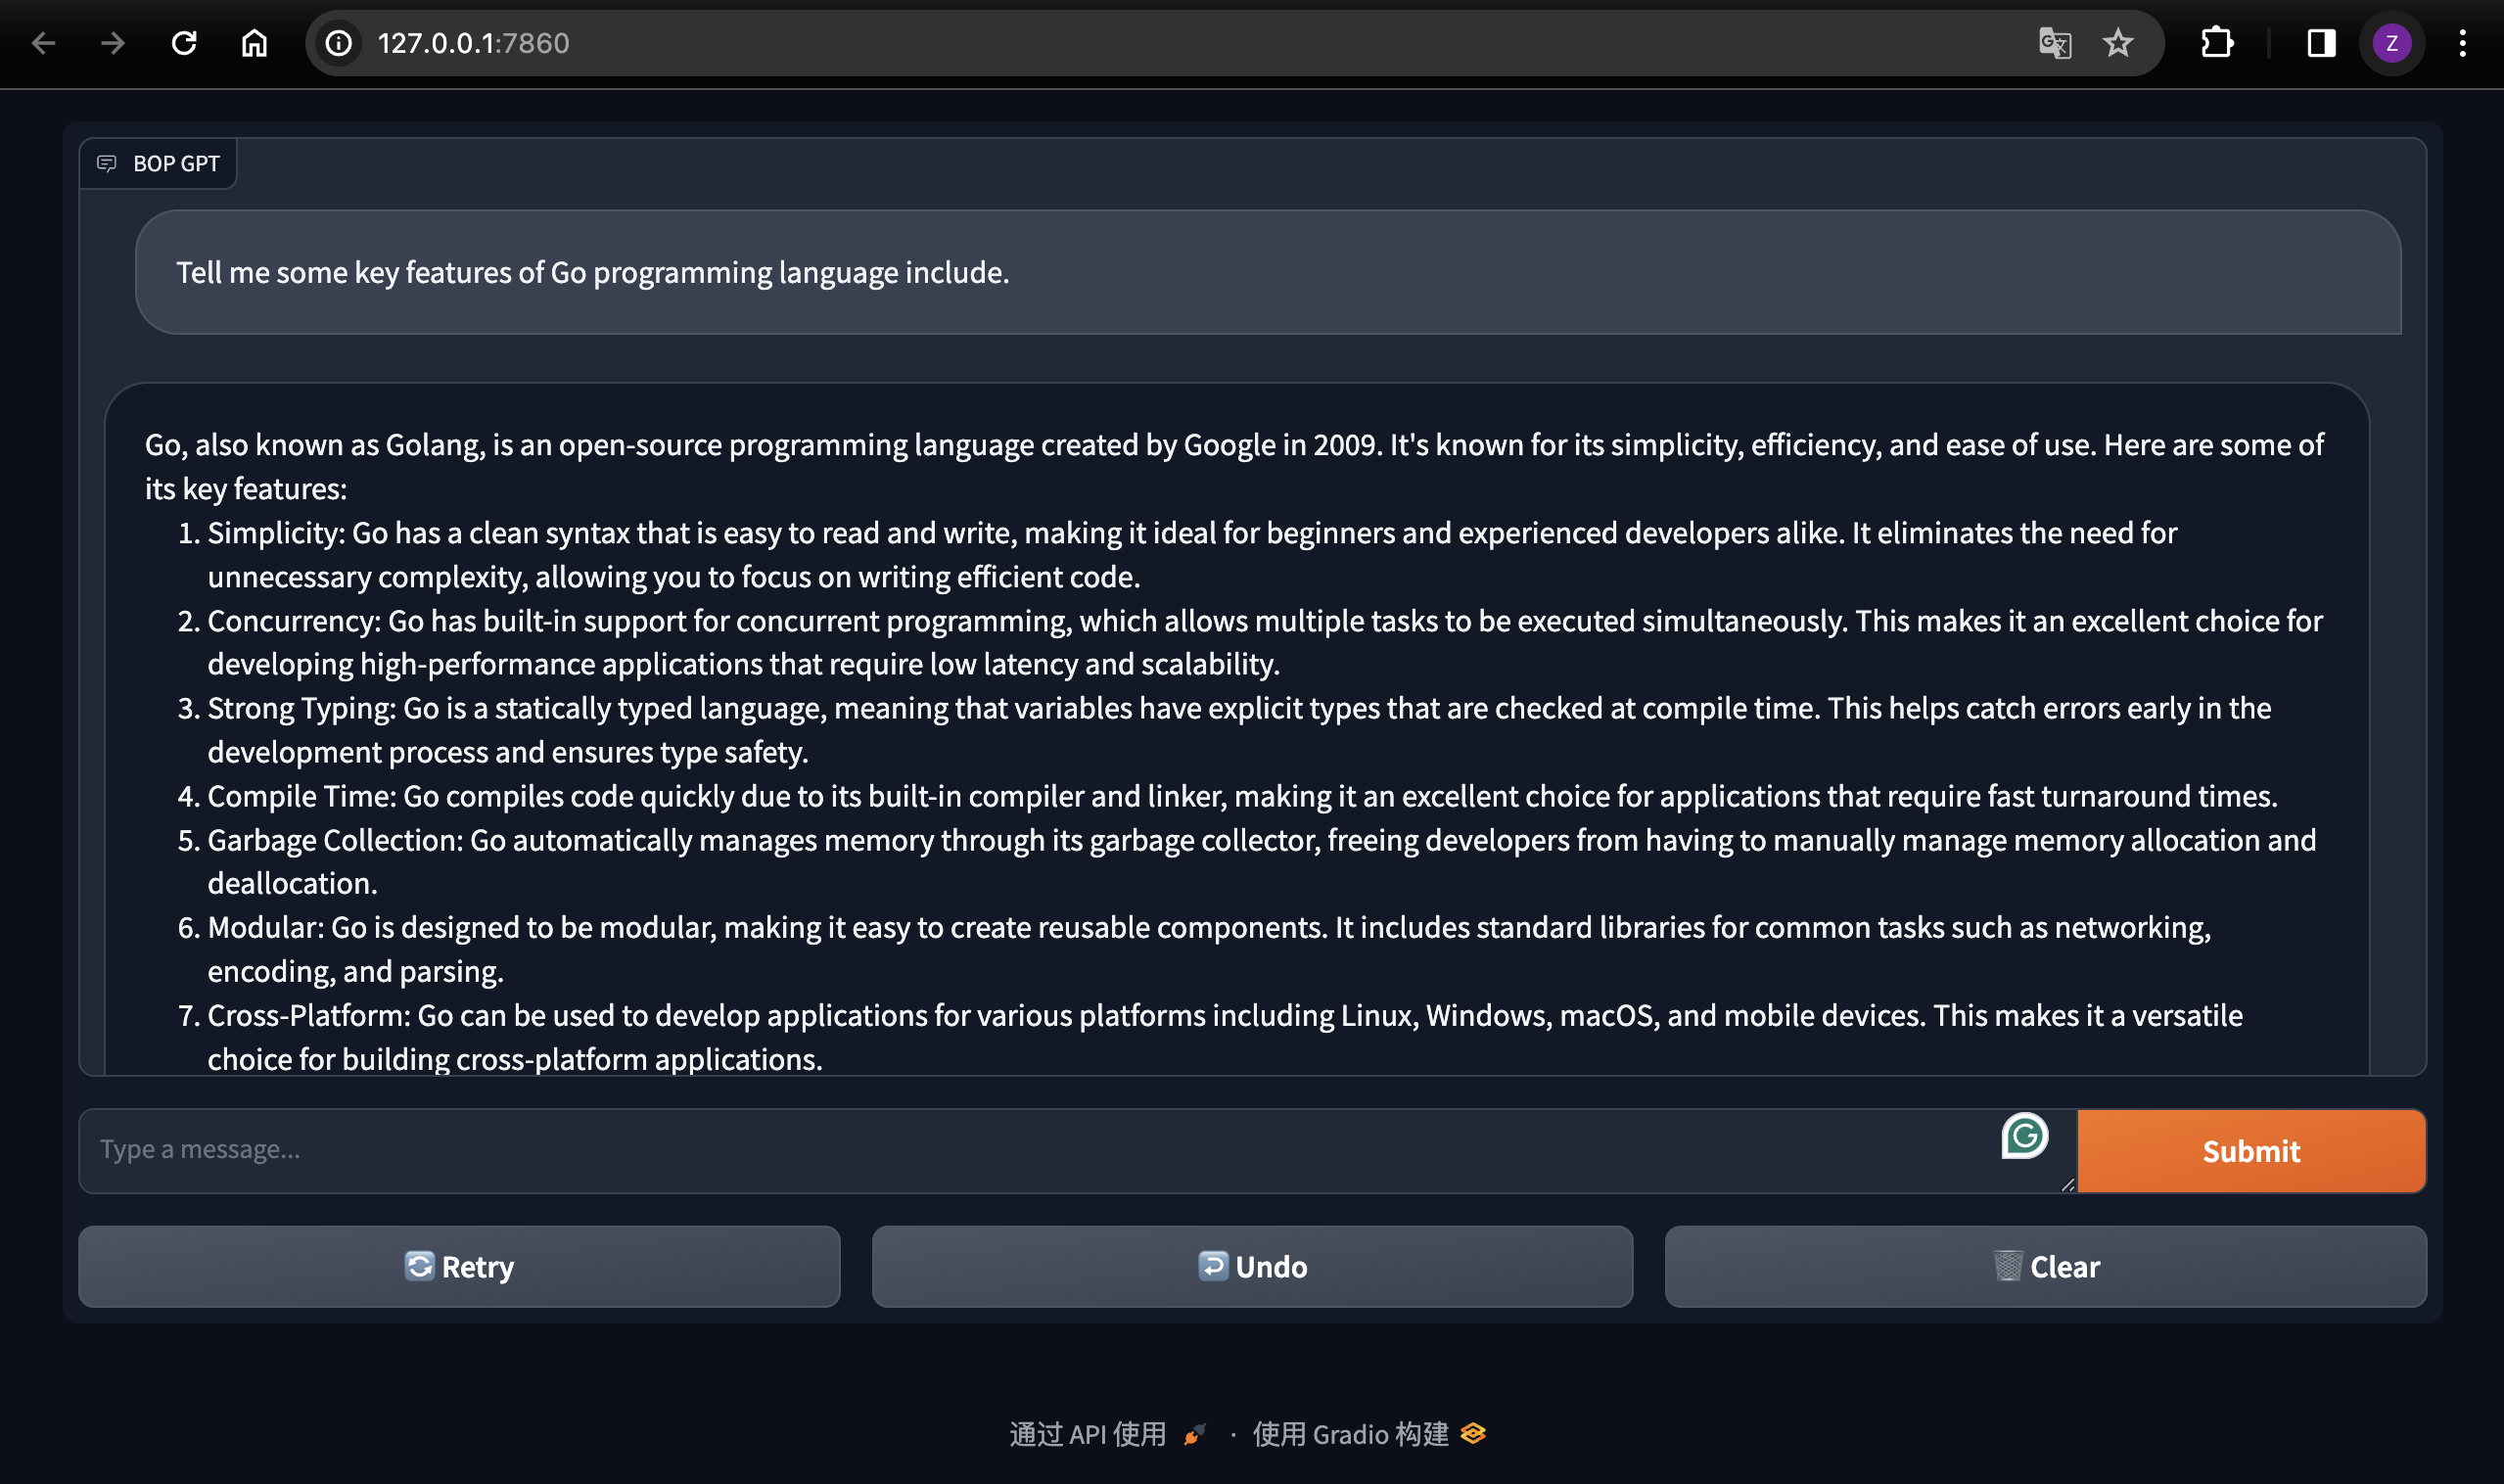 127.0.0.1:7860
Z
BOP GPT
Tell me some key features of Go programming language include.
Go, also known as Golang, is an open-source programming language created by Google in 2009. It's known for its simplicity, efficiency, and ease of use. Here are some of
its key features:
1. Simplicity: Go has a clean syntax that is easy to read and write, making it ideal for beginners and experienced developers alike. It eliminates the need for
unnecessary complexity, allowing you to focus on writing efficient code.
2. Concurrency: Go has built-in support for concurrent programming, which allows multiple tasks to be executed simultaneously. This makes it an excellent choice for
developing high-performance applications that require low latency and scalability.
3. Strong Typing: Go is a statically typed language, meaning that variables have explicit types that are checked at compile time. This helps catch errors early in the
development process and ensures type safety.
4. Compile Time: Go compiles code quickly due to its built-in compiler and linker, making it an excellent choice for applications that require fast turnaround times.
5. Garbage Collection: Go automatically manages memory through its garbage collector, freeing developers from having to manually manage memory allocation and
deallocation.
6. Modular: Go is designed to be modular, making it easy to create reusable components. It includes standard libraries for common tasks such as networking,
encoding, and parsing.
7. Cross-Platform: Go can be used to develop applications for various platforms including Linux, Windows, macOS, and mobile devices. This makes it a versatile
choice for building cross-platform applications.
Type a message...
Submit
Retry
Undo
Clear
通过 API 使用 · 使用 Gradio 构建